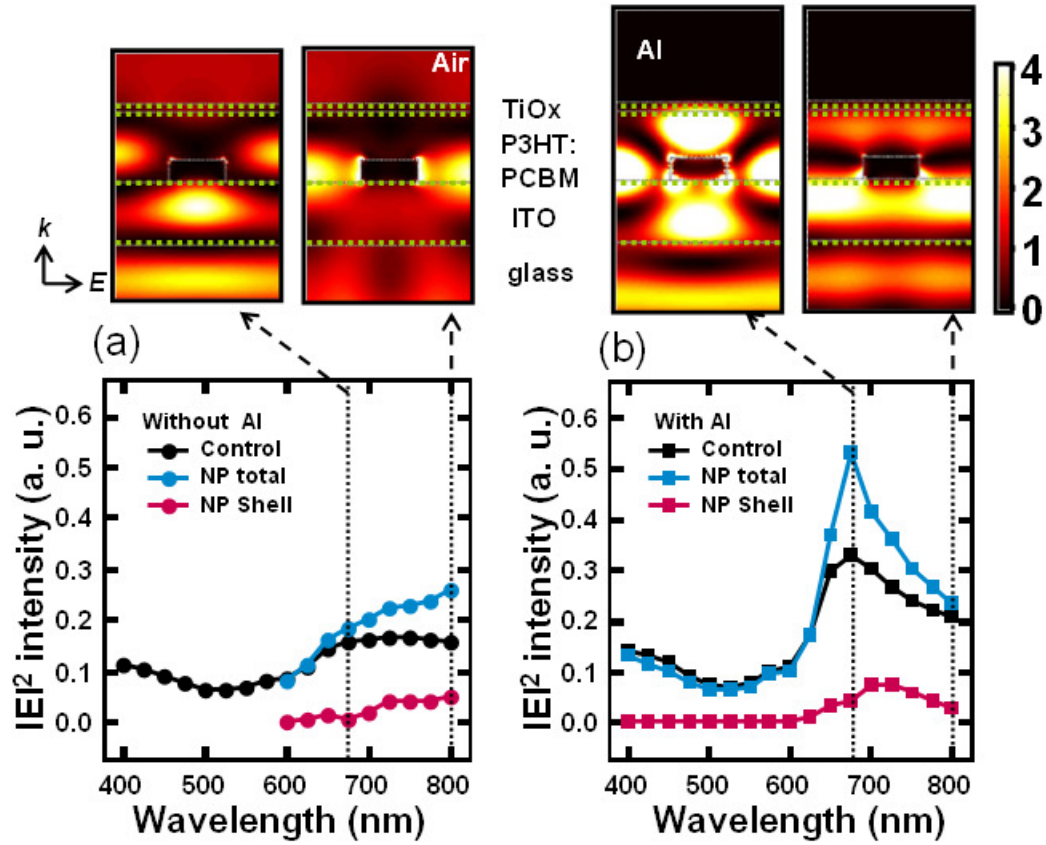 Air
Al
TiOx
P3HT:
PCBM
ITO
glass
k
E
4
3
2
1
0
(a)
(b)
|E|² intensity (a. u.)
0.6
0.5
0.4
0.3
0.2
0.1
0.0
Without Al
Control
NP total
NP Shell
400 500 600 700 800
Wavelength (nm)
|E|² intensity (a. u.)
0.6
0.5
0.4
0.3
0.2
0.1
0.0
With Al
Control
NP total
NP Shell
400 500 600 700 800
Wavelength (nm)